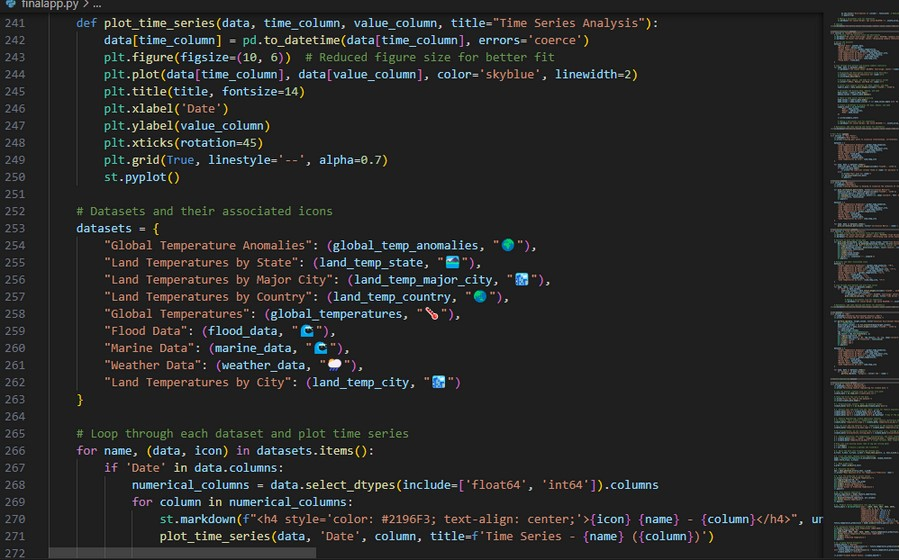 finalapp.py > ...
241 def plot_time_series(data, time_column, value_column, title="Time Series Analysis"):
242 data[time_column] = pd.to_datetime(data[time_column], errors='coerce')
243 plt.figure(figsize=(10, 6))  # Reduced figure size for better fit
244 plt.plot(data[time_column], data[value_column], color='skyblue', linewidth=2)
245 plt.title(title, fontsize=14)
246 plt.xlabel('Date')
247 plt.ylabel(value_column)
248 plt.xticks(rotation=45)
249 plt.grid(True, linestyle='--', alpha=0.7)
250 st.pyplot()
251
252 # Datasets and their associated icons
253 datasets = {
254 "Global Temperature Anomalies": (global_temp_anomalies, "🌍"),
255 "Land Temperatures by State": (land_temp_state, "🏞️"),
256 "Land Temperatures by Major City": (land_temp_major_city, "🏙️"),
257 "Land Temperatures by Country": (land_temp_country, "🌍"),
258 "Global Temperatures": (global_temperatures, "🌡️"),
259 "Flood Data": (flood_data, "🌊"),
260 "Marine Data": (marine_data, "🌊"),
261 "Weather Data": (weather_data, "🌧️"),
262 "Land Temperatures by City": (land_temp_city, "🏙️")
263 }
264
265 # Loop through each dataset and plot time series
266 for name, (data, icon) in datasets.items():
267 if 'Date' in data.columns:
268 numerical_columns = data.select_dtypes(include=['float64', 'int64']).columns
269 for column in numerical_columns:
270 st.markdown(f"<h4 style='color: #2196F3; text-align: center;'>{icon} {name} - {column}</h4>", un
271 plot_time_series(data, 'Date', column, title=f'Time Series - {name} ({column})')
272